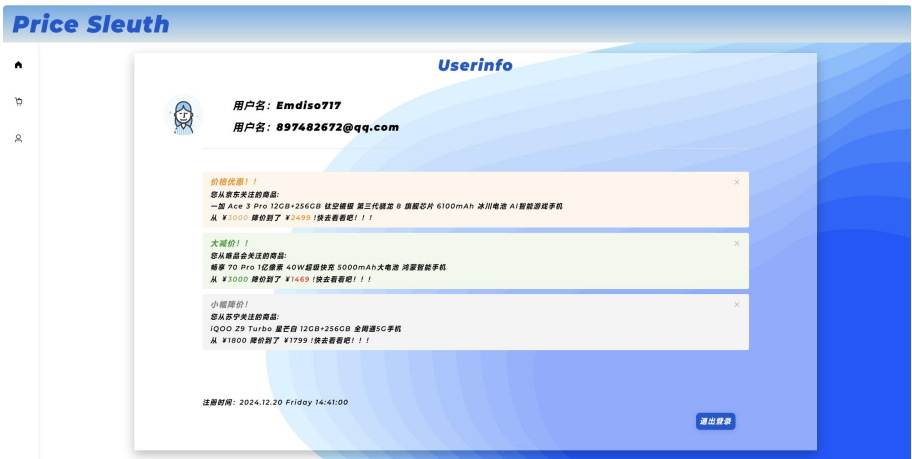 Price Sleuth
Userinfo
用户名：Emdiso717
用户名：897482672@qq.com
价格优惠！！
您从京东关注的商品:
一加 Ace 3 Pro 12GB+256GB 钛空镜银 第三代骁龙 8 旗舰芯片 6100mAh 冰川电池 AI智能游戏手机
从 ¥3000 降价到了 ¥2499 !快去看看吧！！！
大减价！！
您从唯品会关注的商品:
畅享 70 Pro 1亿像素 40W超级快充 5000mAh大电池 鸿蒙智能手机
从 ¥3000 降价到了 ¥1469 !快去看看吧！！！
小幅降价！
您从苏宁关注的商品:
iQOO Z9 Turbo 星芒白 12GB+256GB 全网通5G手机
从 ¥1800 降价到了 ¥1799 !快去看看吧！！！
注册时间：2024.12.20 Friday 14:41:00
退出登录